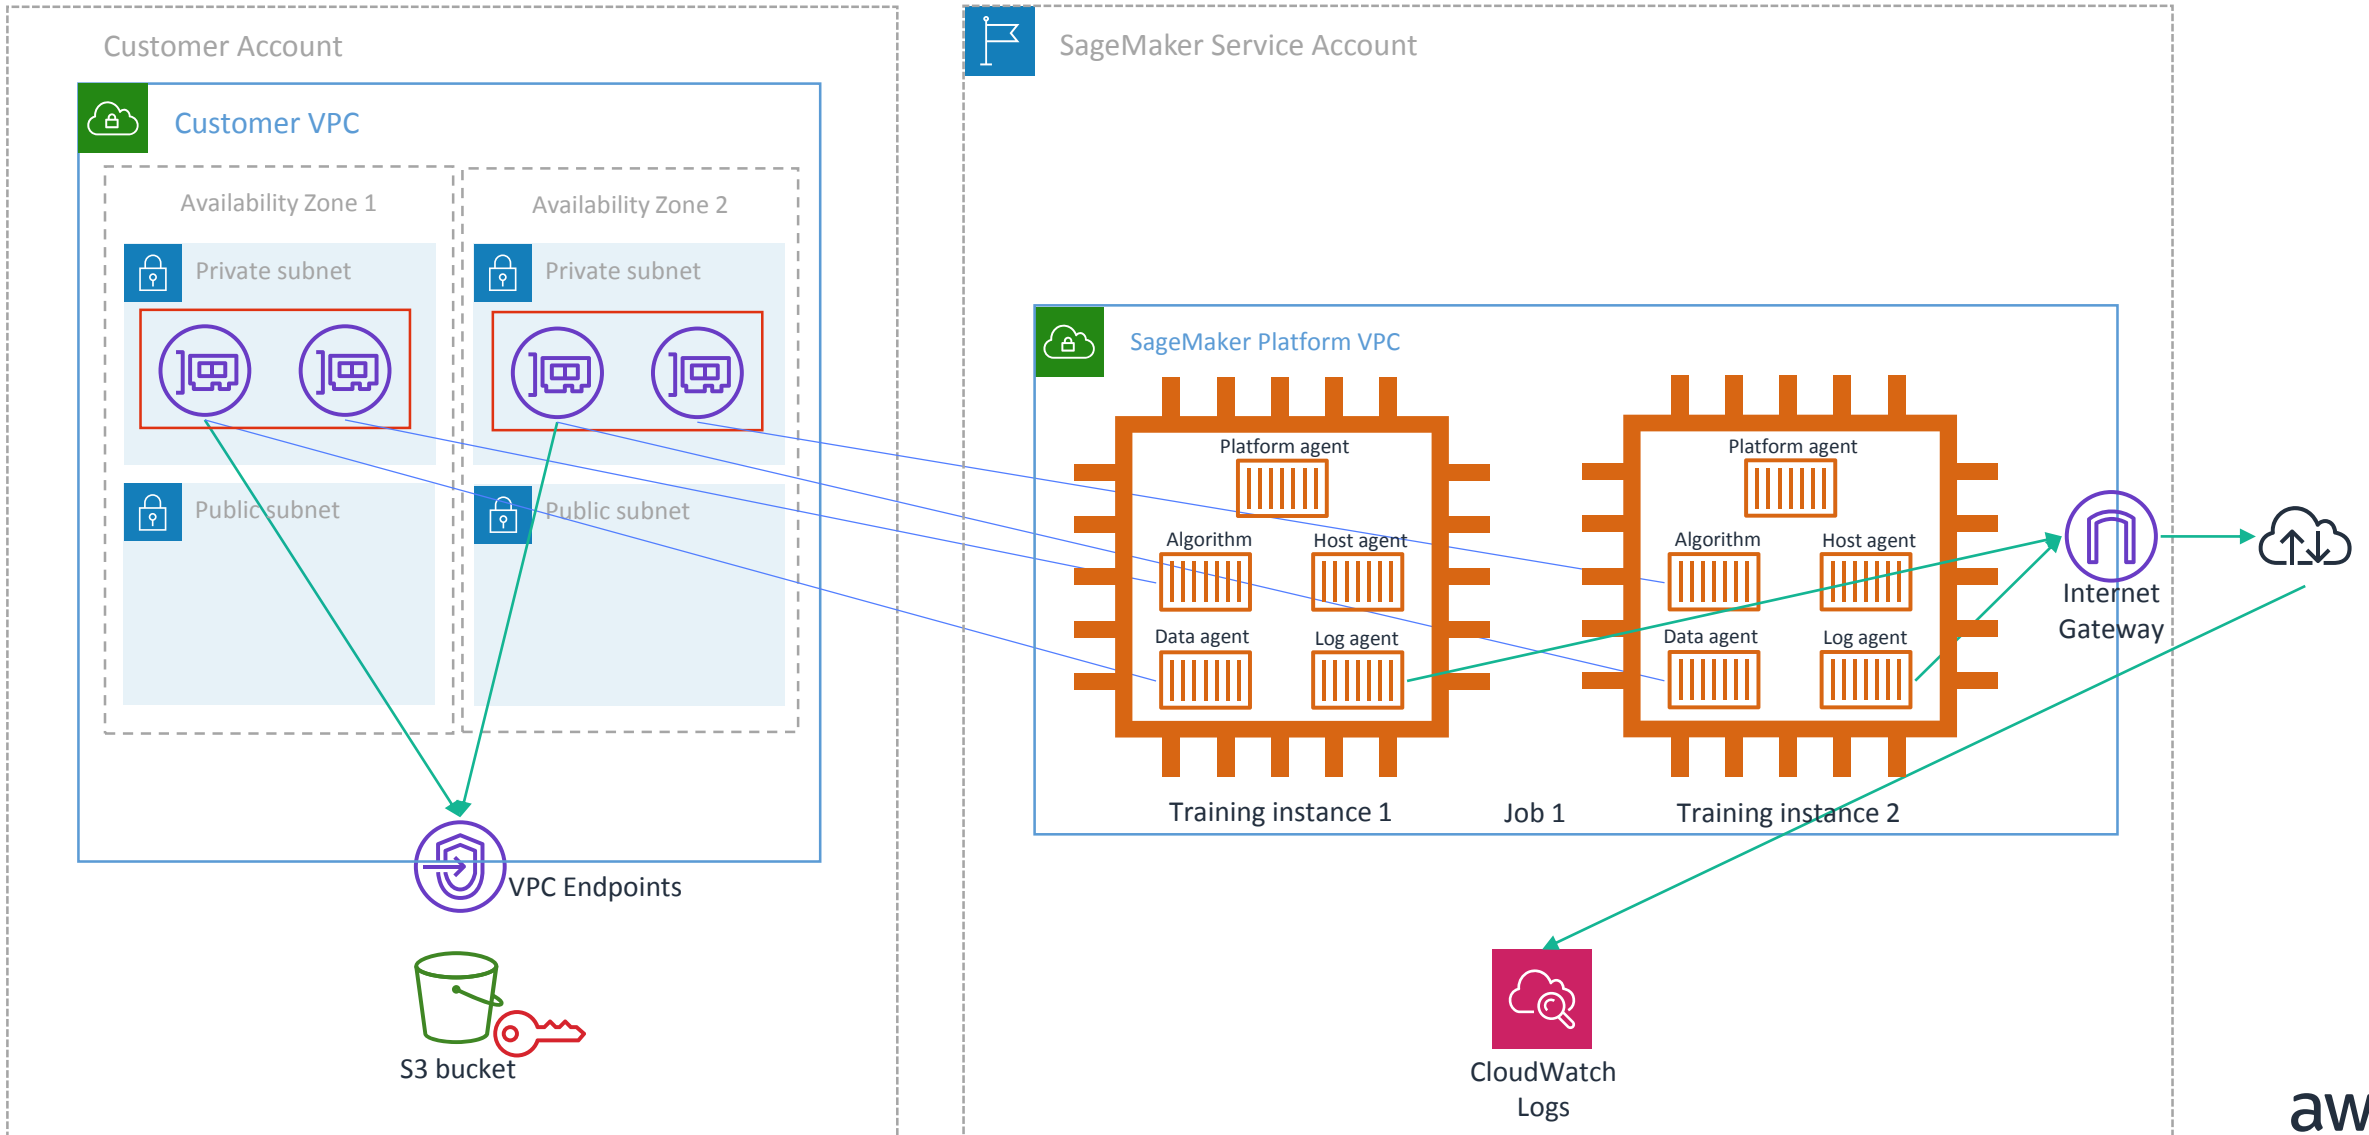 Customer Account
SageMaker Service Account
Customer VPC
Availability Zone 1
Availability Zone 2
Private subnet
Private subnet
Public subnet
Public subnet
VPC Endpoints
S3 bucket
SageMaker Platform VPC
Platform agent
Algorithm
Host agent
Data agent
Log agent
Training instance 1
Job 1
Platform agent
Algorithm
Host agent
Data agent
Log agent
Training instance 2
Internet
Gateway
CloudWatch
Logs
aw